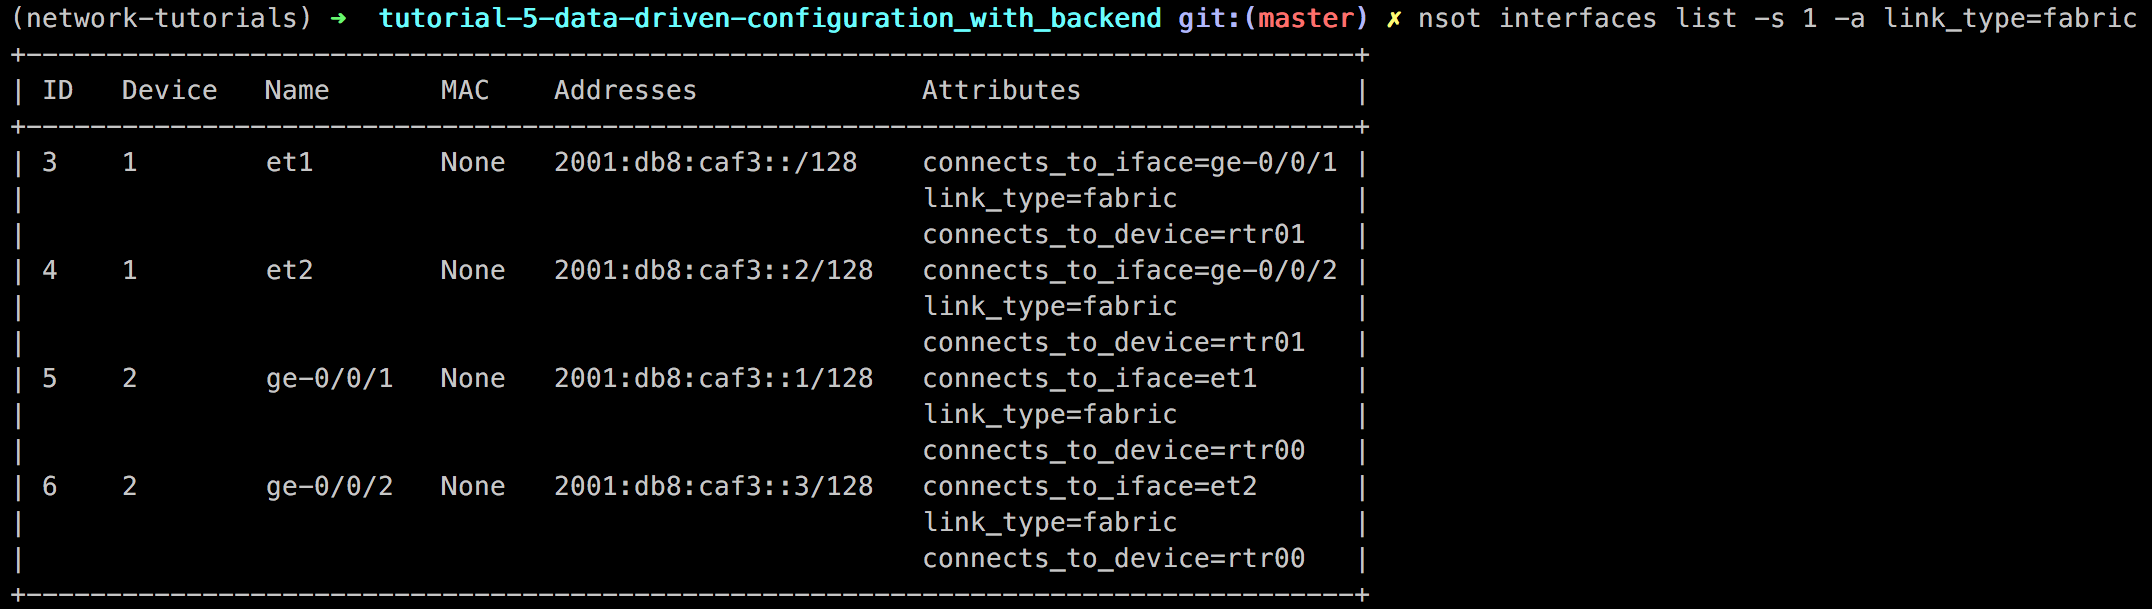 (network-tutorials) ➜  tutorial-5-data-driven-configuration_with_backend git:(master) ✗ nsot interfaces list -s 1 -a link_type=fabric
+-----------------------------------------------------------------------------------+
| ID   Device   Name       MAC    Addresses              Attributes                 |
+-----------------------------------------------------------------------------------+
| 3    1        et1        None   2001:db8:caf3::/128    connects_to_iface=ge-0/0/1 |
|                                                        link_type=fabric           |
|                                                        connects_to_device=rtr01   |
| 4    1        et2        None   2001:db8:caf3::2/128   connects_to_iface=ge-0/0/2 |
|                                                        link_type=fabric           |
|                                                        connects_to_device=rtr01   |
| 5    2        ge-0/0/1   None   2001:db8:caf3::1/128   connects_to_iface=et1      |
|                                                        link_type=fabric           |
|                                                        connects_to_device=rtr00   |
| 6    2        ge-0/0/2   None   2001:db8:caf3::3/128   connects_to_iface=et2      |
|                                                        link_type=fabric           |
|                                                        connects_to_device=rtr00   |
+-----------------------------------------------------------------------------------+